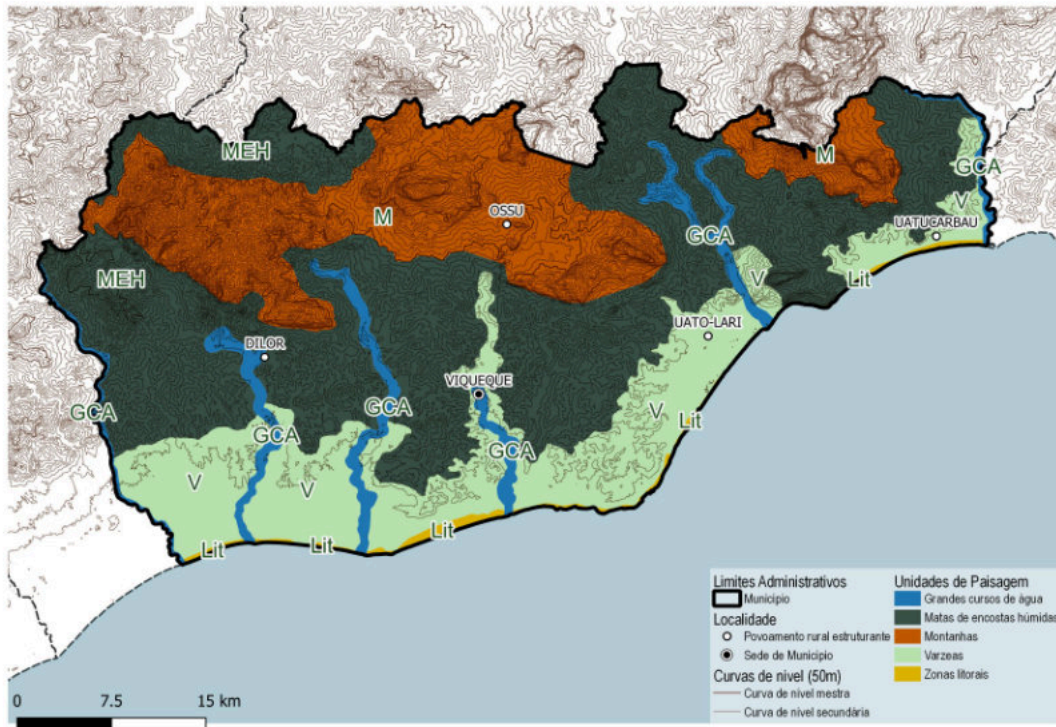 MEH
M
GCA
M
OSSU
V
UATUCARBAU
GCA
MEH
V
Lit
UATO-LARI
DILOR
VIQUEQUE
GCA
GCA
V
Lit
GCA
GCA
V
V
Lit
Lit
Lit
Limites Administrativos
Município
Localidade
Povoamento rural estruturante
Sede de Município
Curvas de nível (50m)
Curva de nível mestra
Curva de nível secundária
Unidades de Paisagem
Grandes cursos de água
Matas de encostas húmidas
Montanhas
Varzeas
Zonas litorais
0 7.5 15 km